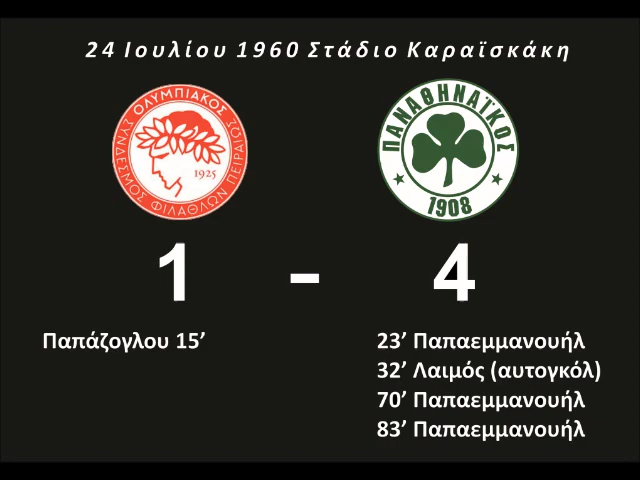 24 Ιουλίου 1960 Στάδιο Καραϊσκάκη
ΟΛΥΜΠΙΑΚΟΣ
ΣΥΝΔΕΣΜΟΣ ΦΙΛΑΘΛΩΝ ΠΕΙΡΑΙΩΣ
1925
ΠΑΝΑΘΗΝΑΪΚΟΣ
1908
1 - 4
Παπάζογλου 15’
23’ Παπαεμμανουήλ
32’ Λαιμός (αυτογκόλ)
70’ Παπαεμμανουήλ
83’ Παπαεμμανουήλ